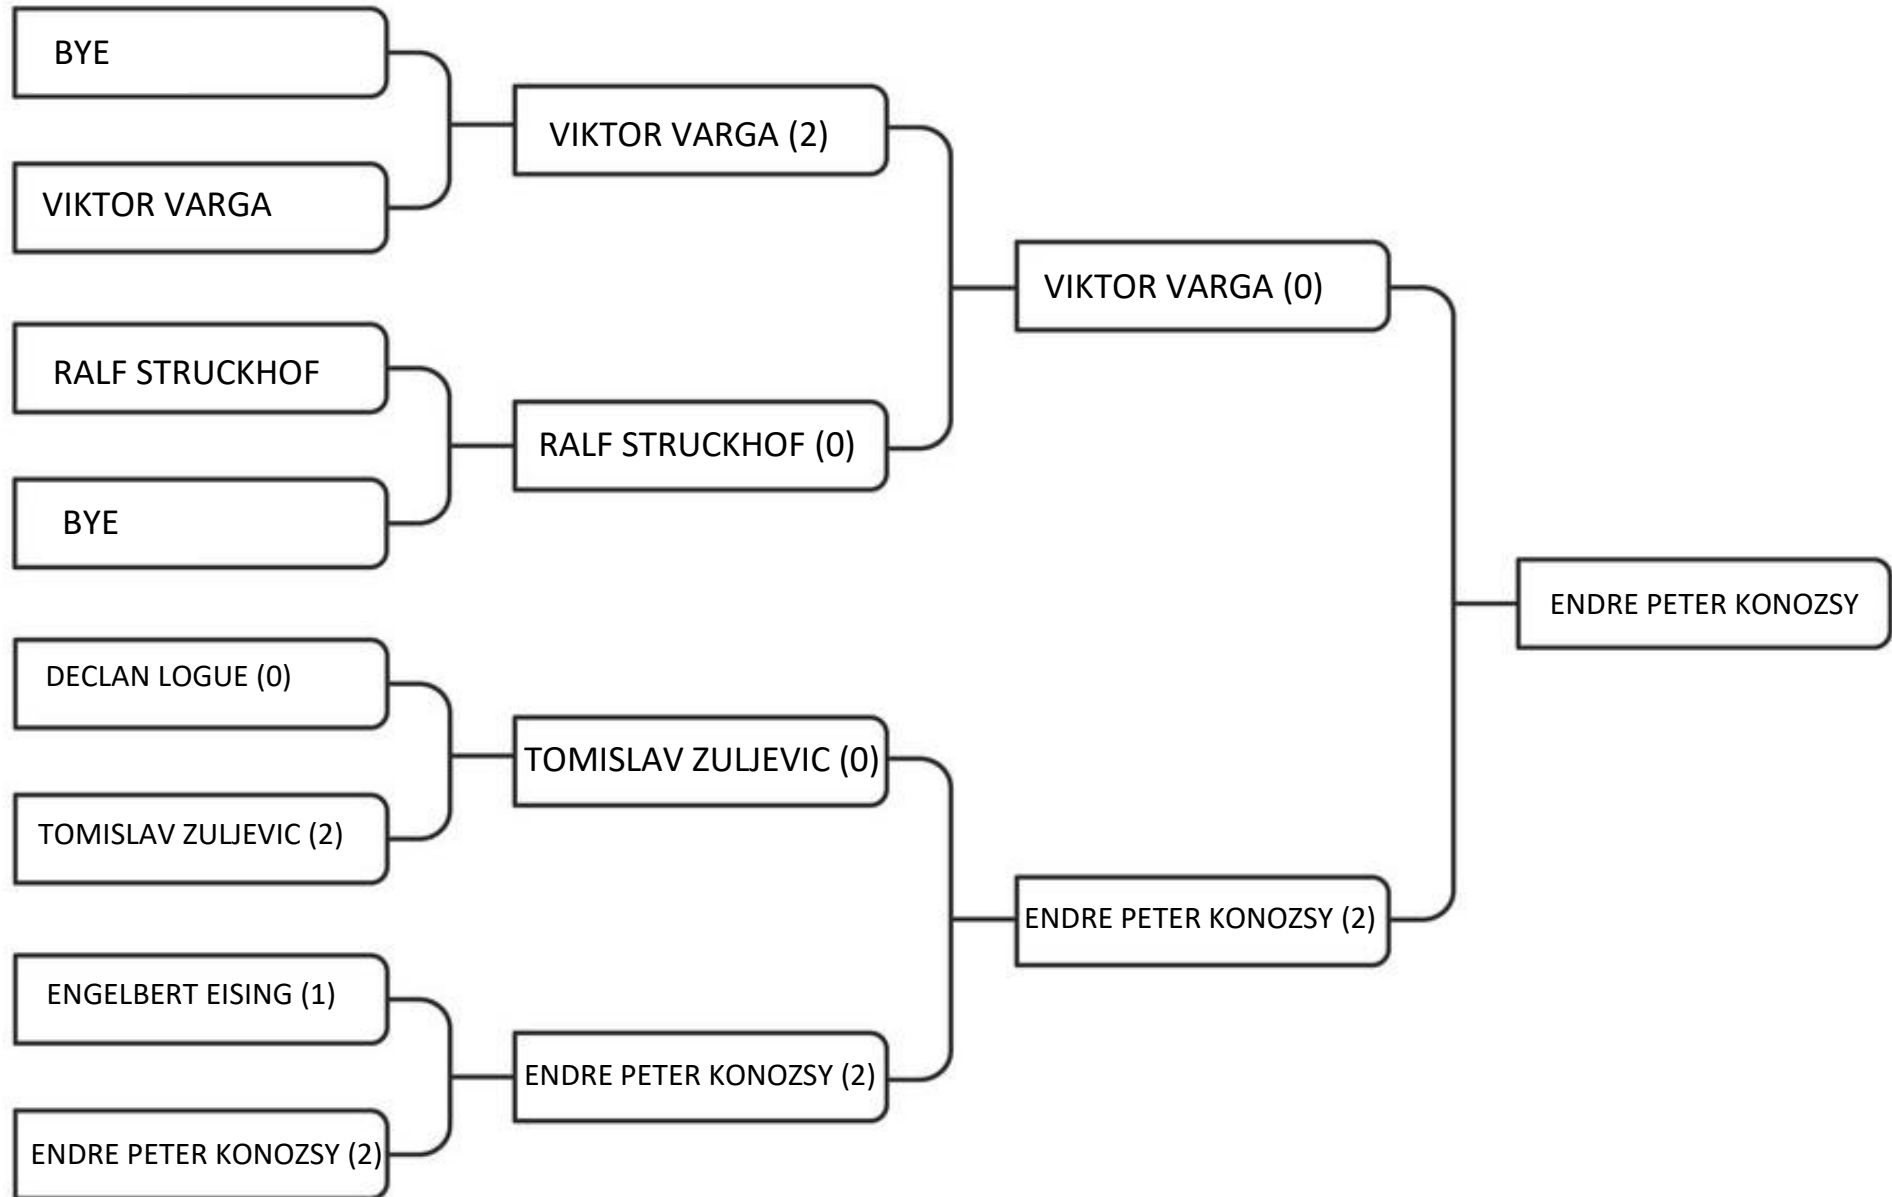 BYE
VIKTOR VARGA
RALF STRUCKHOF
BYE
DECLAN LOGUE (0)
TOMISLAV ZULJEVIC (2)
ENGELBERT EISING (1)
ENDRE PETER KONOZSY (2)
VIKTOR VARGA (2)
RALF STRUCKHOF (0)
TOMISLAV ZULJEVIC (0)
ENDRE PETER KONOZSY (2)
VIKTOR VARGA (0)
ENDRE PETER KONOZSY (2)
ENDRE PETER KONOZSY